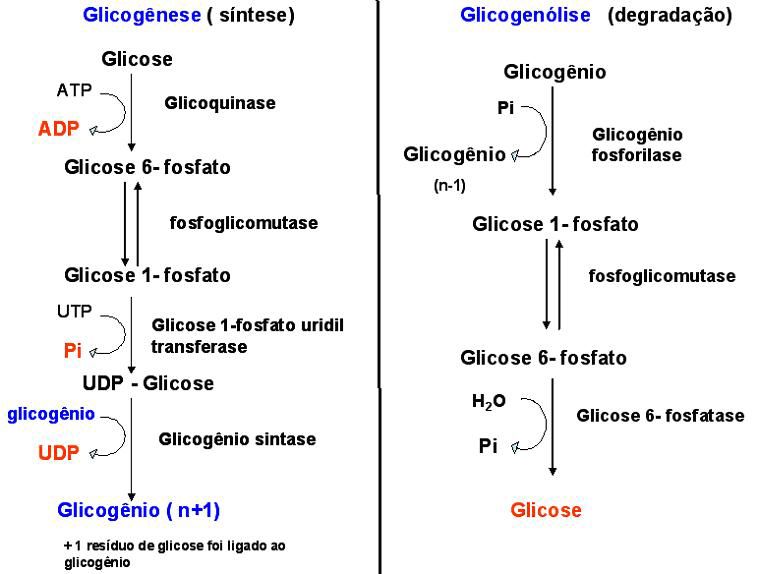 Glicogênese ( síntese)
Glicose
ATP
Glicoquinase
ADP
Glicose 6- fosfato
fosfoglicomutase
Glicose 1- fosfato
UTP
Glicose 1-fosfato uridil
transferase
Pi
UDP - Glicose
glicogênio
Glicogênio sintase
UDP
Glicogênio ( n+1)
+ 1 resíduo de glicose foi ligado ao
glicogênio
Glicogenólise (degradação)
Glicogênio
Pi
Glicogênio
fosforilase
Glicogênio
(n-1)
Glicose 1- fosfato
fosfoglicomutase
Glicose 6- fosfato
H₂O
Glicose 6- fosfatase
Pi
Glicose